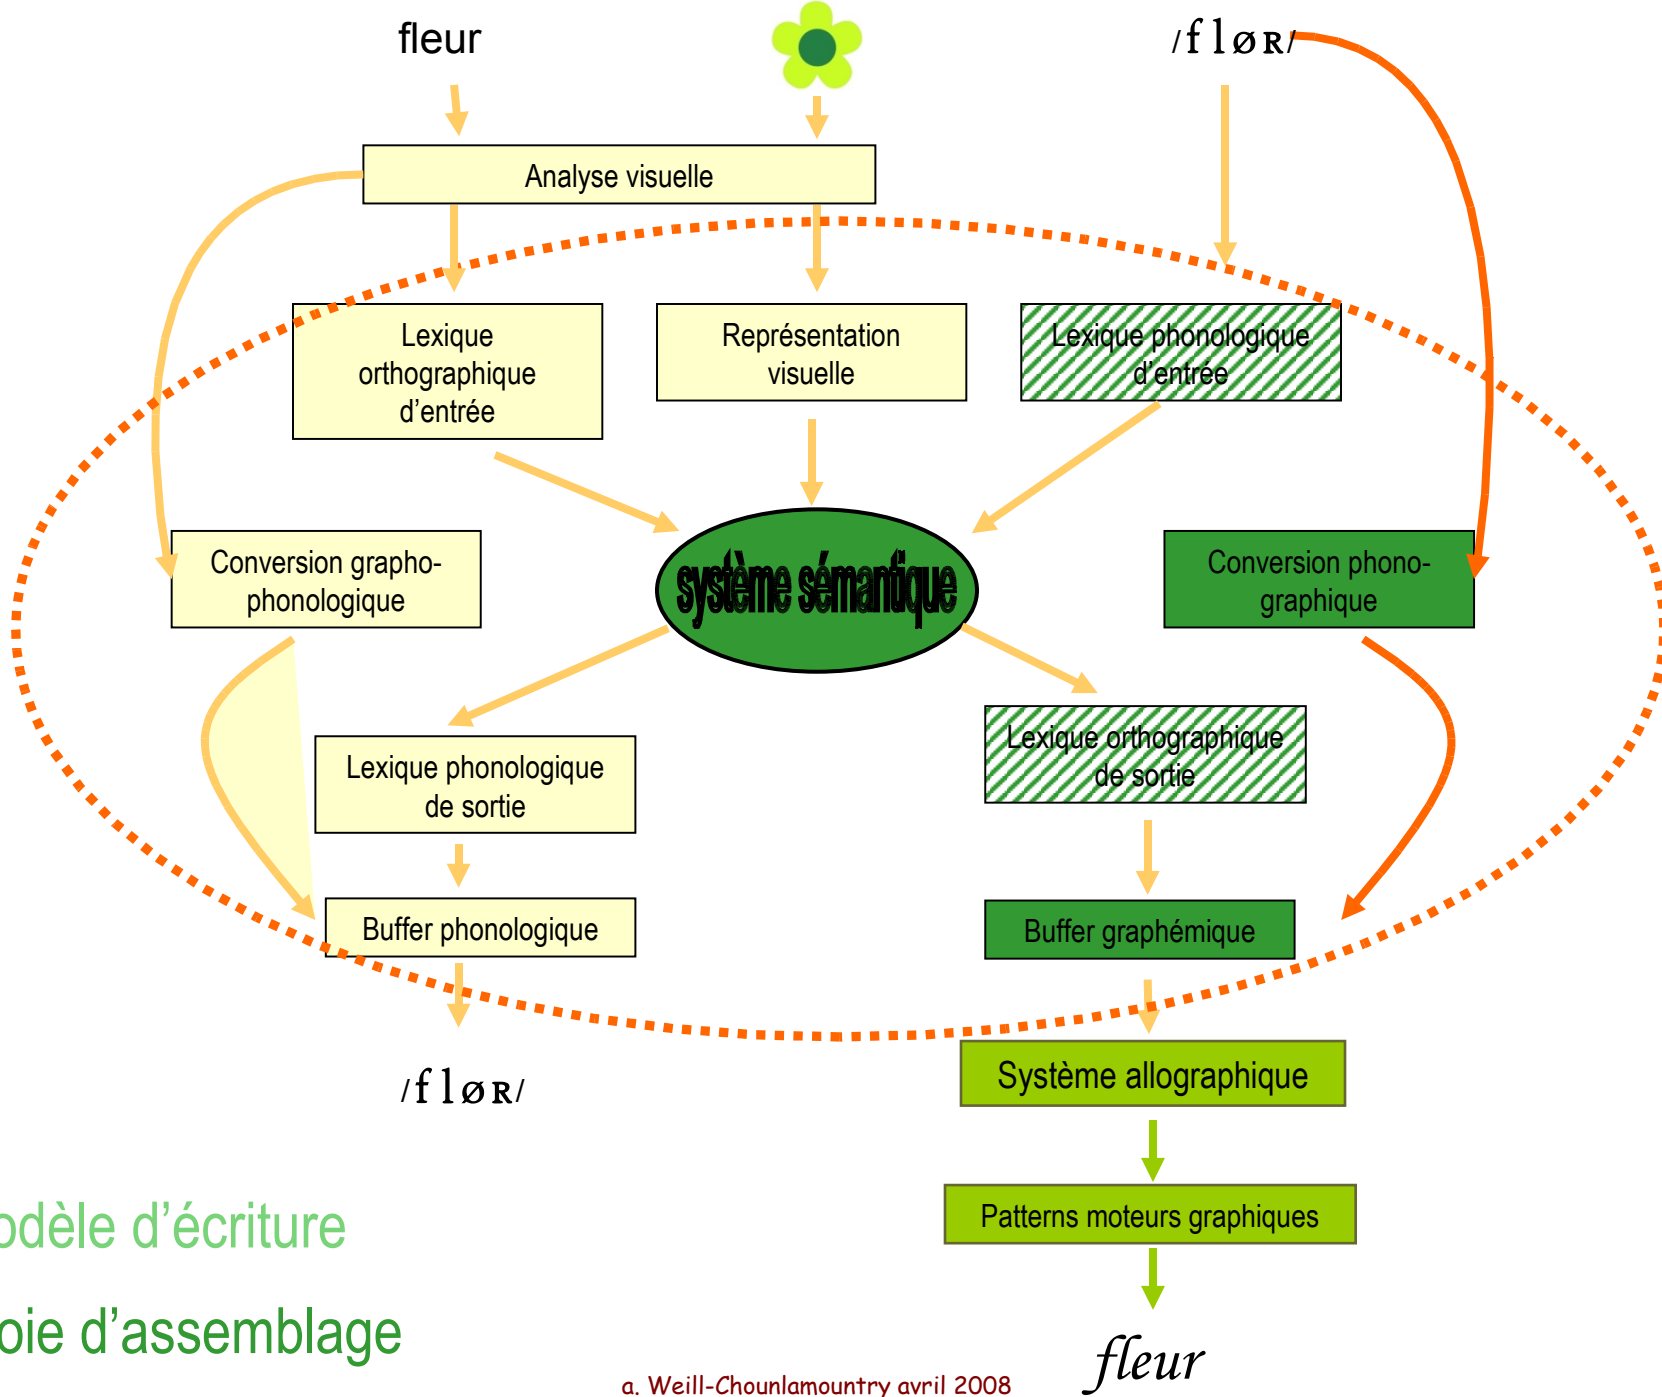 fleur
/fløʀ/
Analyse visuelle
Lexique
orthographique
d’entrée
Représentation
visuelle
Lexique phonologique
d’entrée
Conversion grapho-
phonologique
système sémantique
Conversion phono-
graphique
Lexique phonologique
de sortie
Lexique orthographique
de sortie
Buffer phonologique
Buffer graphémique
/fløʀ/
Système allographique
Patterns moteurs graphiques
odèle d’écriture
oie d’assemblage
fleur
a. Weill-Chounlamountry avril 2008